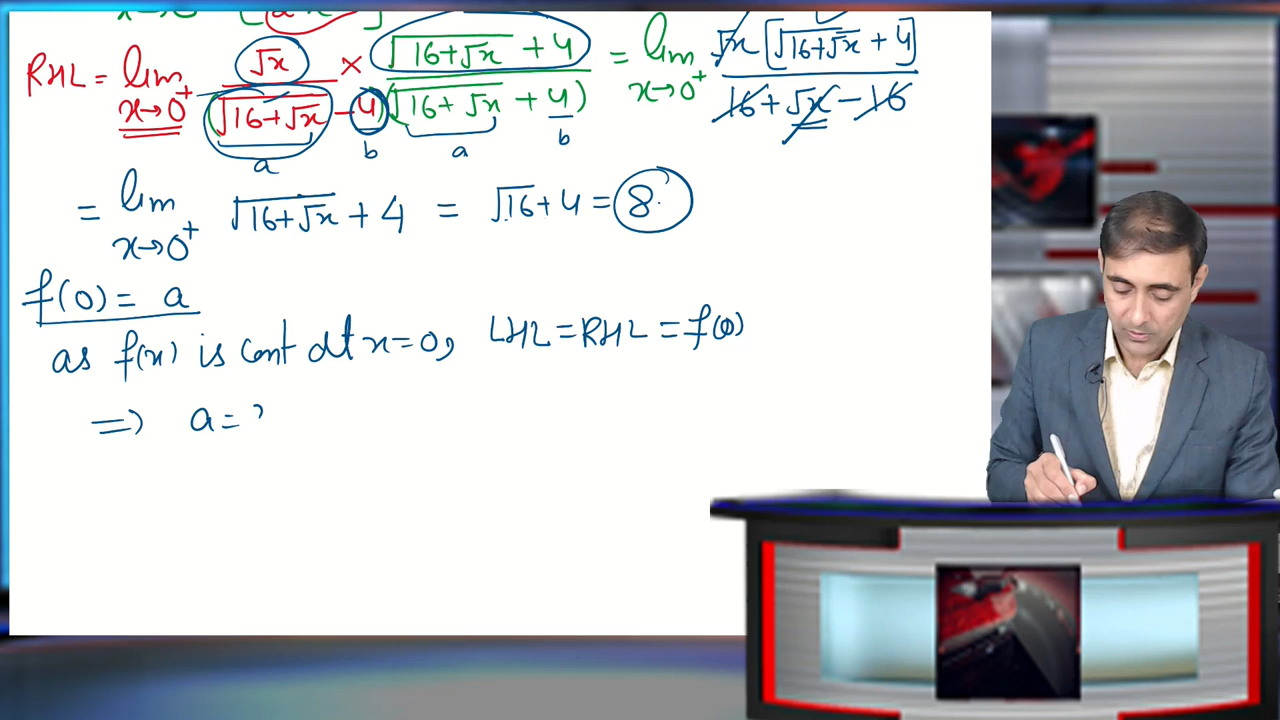 RHL = lim x→0⁺ √x / (√(16+√x) − 4) × (√(16+√x) + 4) / (√(16+√x) + 4) = lim x→0⁺ √x [√(16+√x) + 4] / (16 + √x − 16)
a b a b
= lim x→0⁺ √(16+√x) + 4 = √16 + 4 = 8
f(0) = a
as f(x) is cont at x=0, LHL = RHL = f(0)
⇒ a =